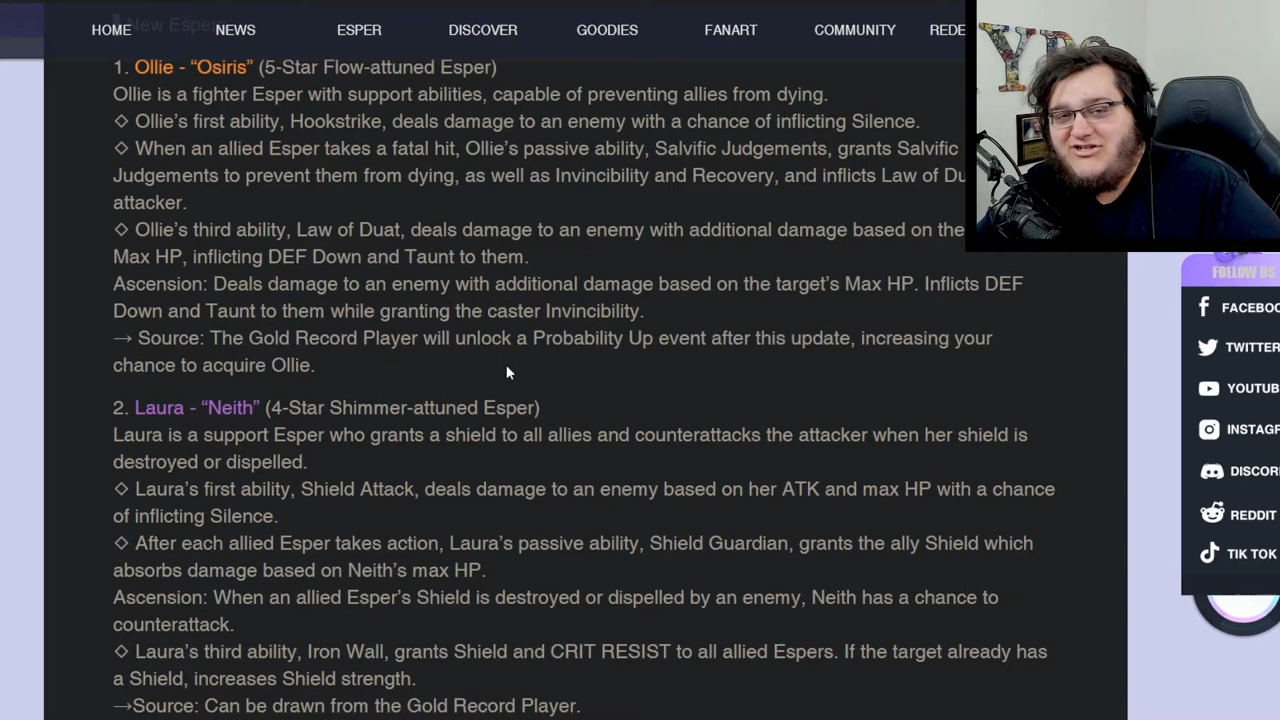 HOME NEWS ESPER DISCOVER GOODIES FANART COMMUNITY REDE
New Espers
1. Ollie - “Osiris” (5-Star Flow-attuned Esper)
Ollie is a fighter Esper with support abilities, capable of preventing allies from dying.
◇ Ollie’s first ability, Hookstrike, deals damage to an enemy with a chance of inflicting Silence.
◇ When an allied Esper takes a fatal hit, Ollie’s passive ability, Salvific Judgements, grants Salvific
Judgements to prevent them from dying, as well as Invincibility and Recovery, and inflicts Law of Du
attacker.
◇ Ollie’s third ability, Law of Duat, deals damage to an enemy with additional damage based on the
Max HP, inflicting DEF Down and Taunt to them.
Ascension: Deals damage to an enemy with additional damage based on the target’s Max HP. Inflicts DEF
Down and Taunt to them while granting the caster Invincibility.
→ Source: The Gold Record Player will unlock a Probability Up event after this update, increasing your
chance to acquire Ollie.
2. Laura - “Neith” (4-Star Shimmer-attuned Esper)
Laura is a support Esper who grants a shield to all allies and counterattacks the attacker when her shield is
destroyed or dispelled.
◇ Laura’s first ability, Shield Attack, deals damage to an enemy based on her ATK and max HP with a chance
of inflicting Silence.
◇ After each allied Esper takes action, Laura’s passive ability, Shield Guardian, grants the ally Shield which
absorbs damage based on Neith’s max HP.
Ascension: When an allied Esper’s Shield is destroyed or dispelled by an enemy, Neith has a chance to
counterattack.
◇ Laura’s third ability, Iron Wall, grants Shield and CRIT RESIST to all allied Espers. If the target already has
a Shield, increases Shield strength.
→Source: Can be drawn from the Gold Record Player.
FOLLOW US
FACEBOO
TWITTER
YOUTUB
INSTAGR
DISCOR
REDDIT
TIK TOK